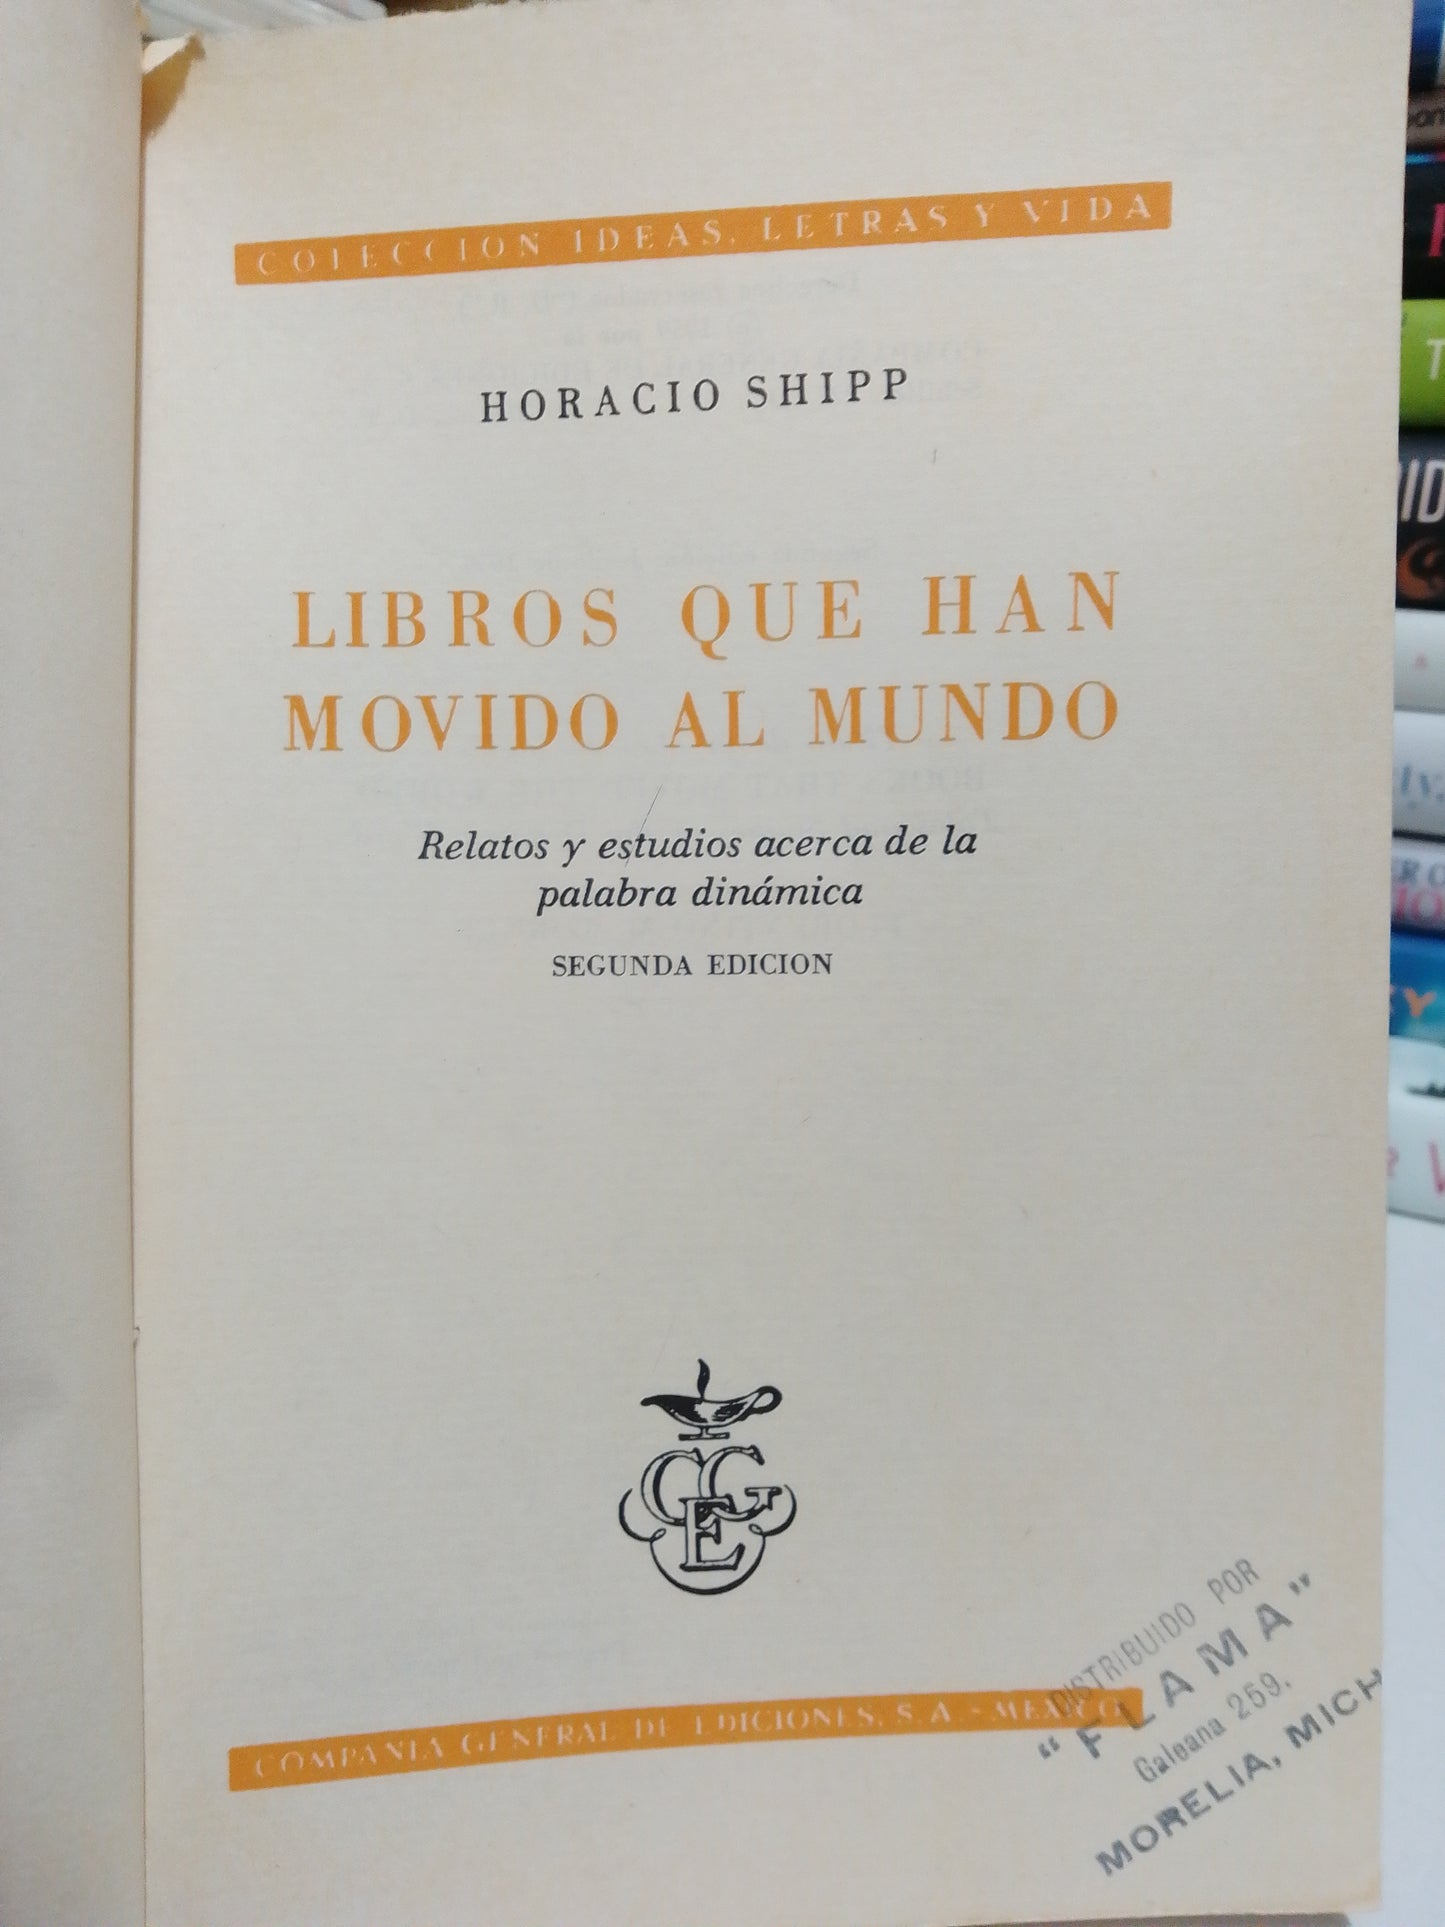 COLECCION IDEAS, LETRAS Y VIDA
HORACIO SHIPP
LIBROS QUE HAN
MOVIDO AL MUNDO
Relatos y estudios acerca de la
palabra dinámica
SEGUNDA EDICION
CGE
COMPAÑIA GENERAL DE EDICIONES, S. A. - MEXICO
DISTRIBUIDO POR
"FLAMA"
Galeana 259.
MORELIA, MICH